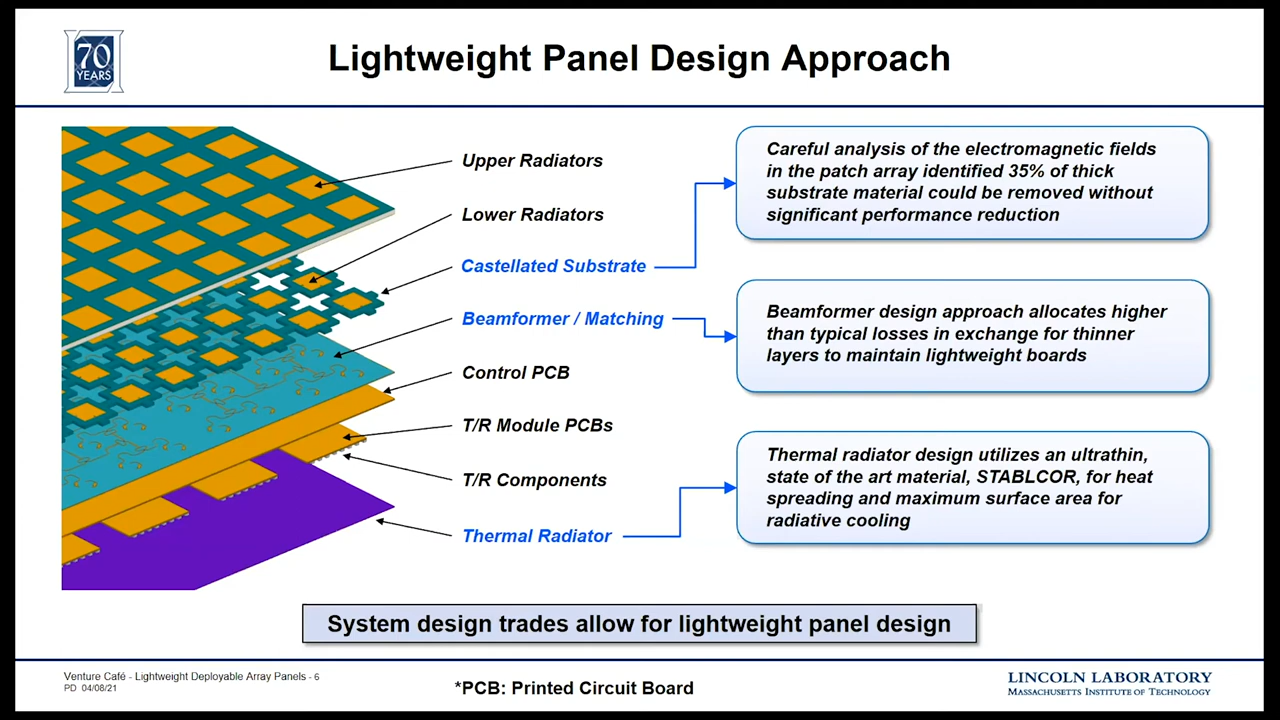 70
YEARS
Lightweight Panel Design Approach
Upper Radiators
Lower Radiators
Castellated Substrate
Beamformer / Matching
Control PCB
T/R Module PCBs
T/R Components
Thermal Radiator
Careful analysis of the electromagnetic fields
in the patch array identified 35% of thick
substrate material could be removed without
significant performance reduction
Beamformer design approach allocates higher
than typical losses in exchange for thinner
layers to maintain lightweight boards
Thermal radiator design utilizes an ultrathin,
state of the art material, STABLCOR, for heat
spreading and maximum surface area for
radiative cooling
System design trades allow for lightweight panel design
Venture Café - Lightweight Deployable Array Panels - 6
PD 04/08/21
*PCB: Printed Circuit Board
LINCOLN LABORATORY
MASSACHUSETTS INSTITUTE OF TECHNOLOGY